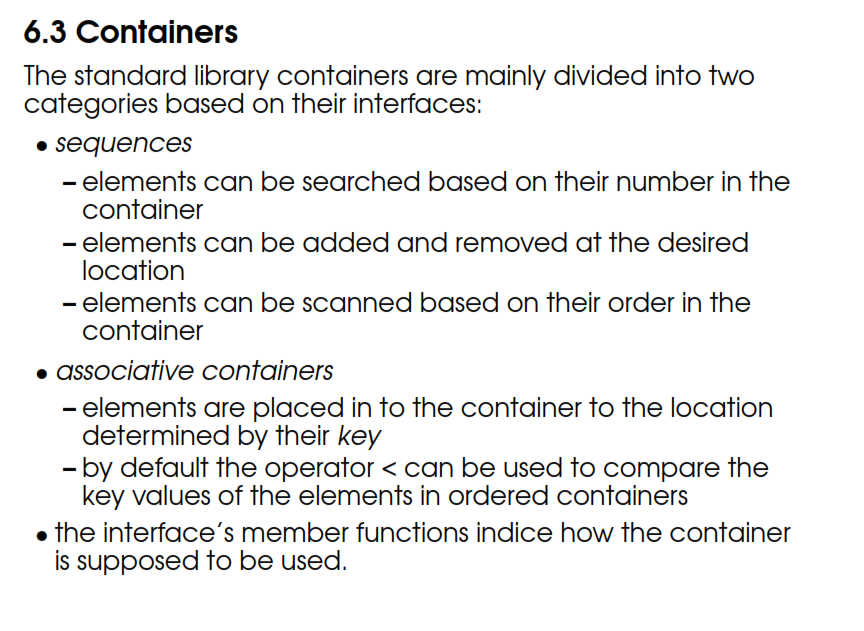 6.3 Containers
The standard library containers are mainly divided into two
categories based on their interfaces:
• sequences
– elements can be searched based on their number in the
container
– elements can be added and removed at the desired
location
– elements can be scanned based on their order in the
container
• associative containers
– elements are placed in to the container to the location
determined by their key
– by default the operator < can be used to compare the
key values of the elements in ordered containers
• the interface’s member functions indice how the container
is supposed to be used.